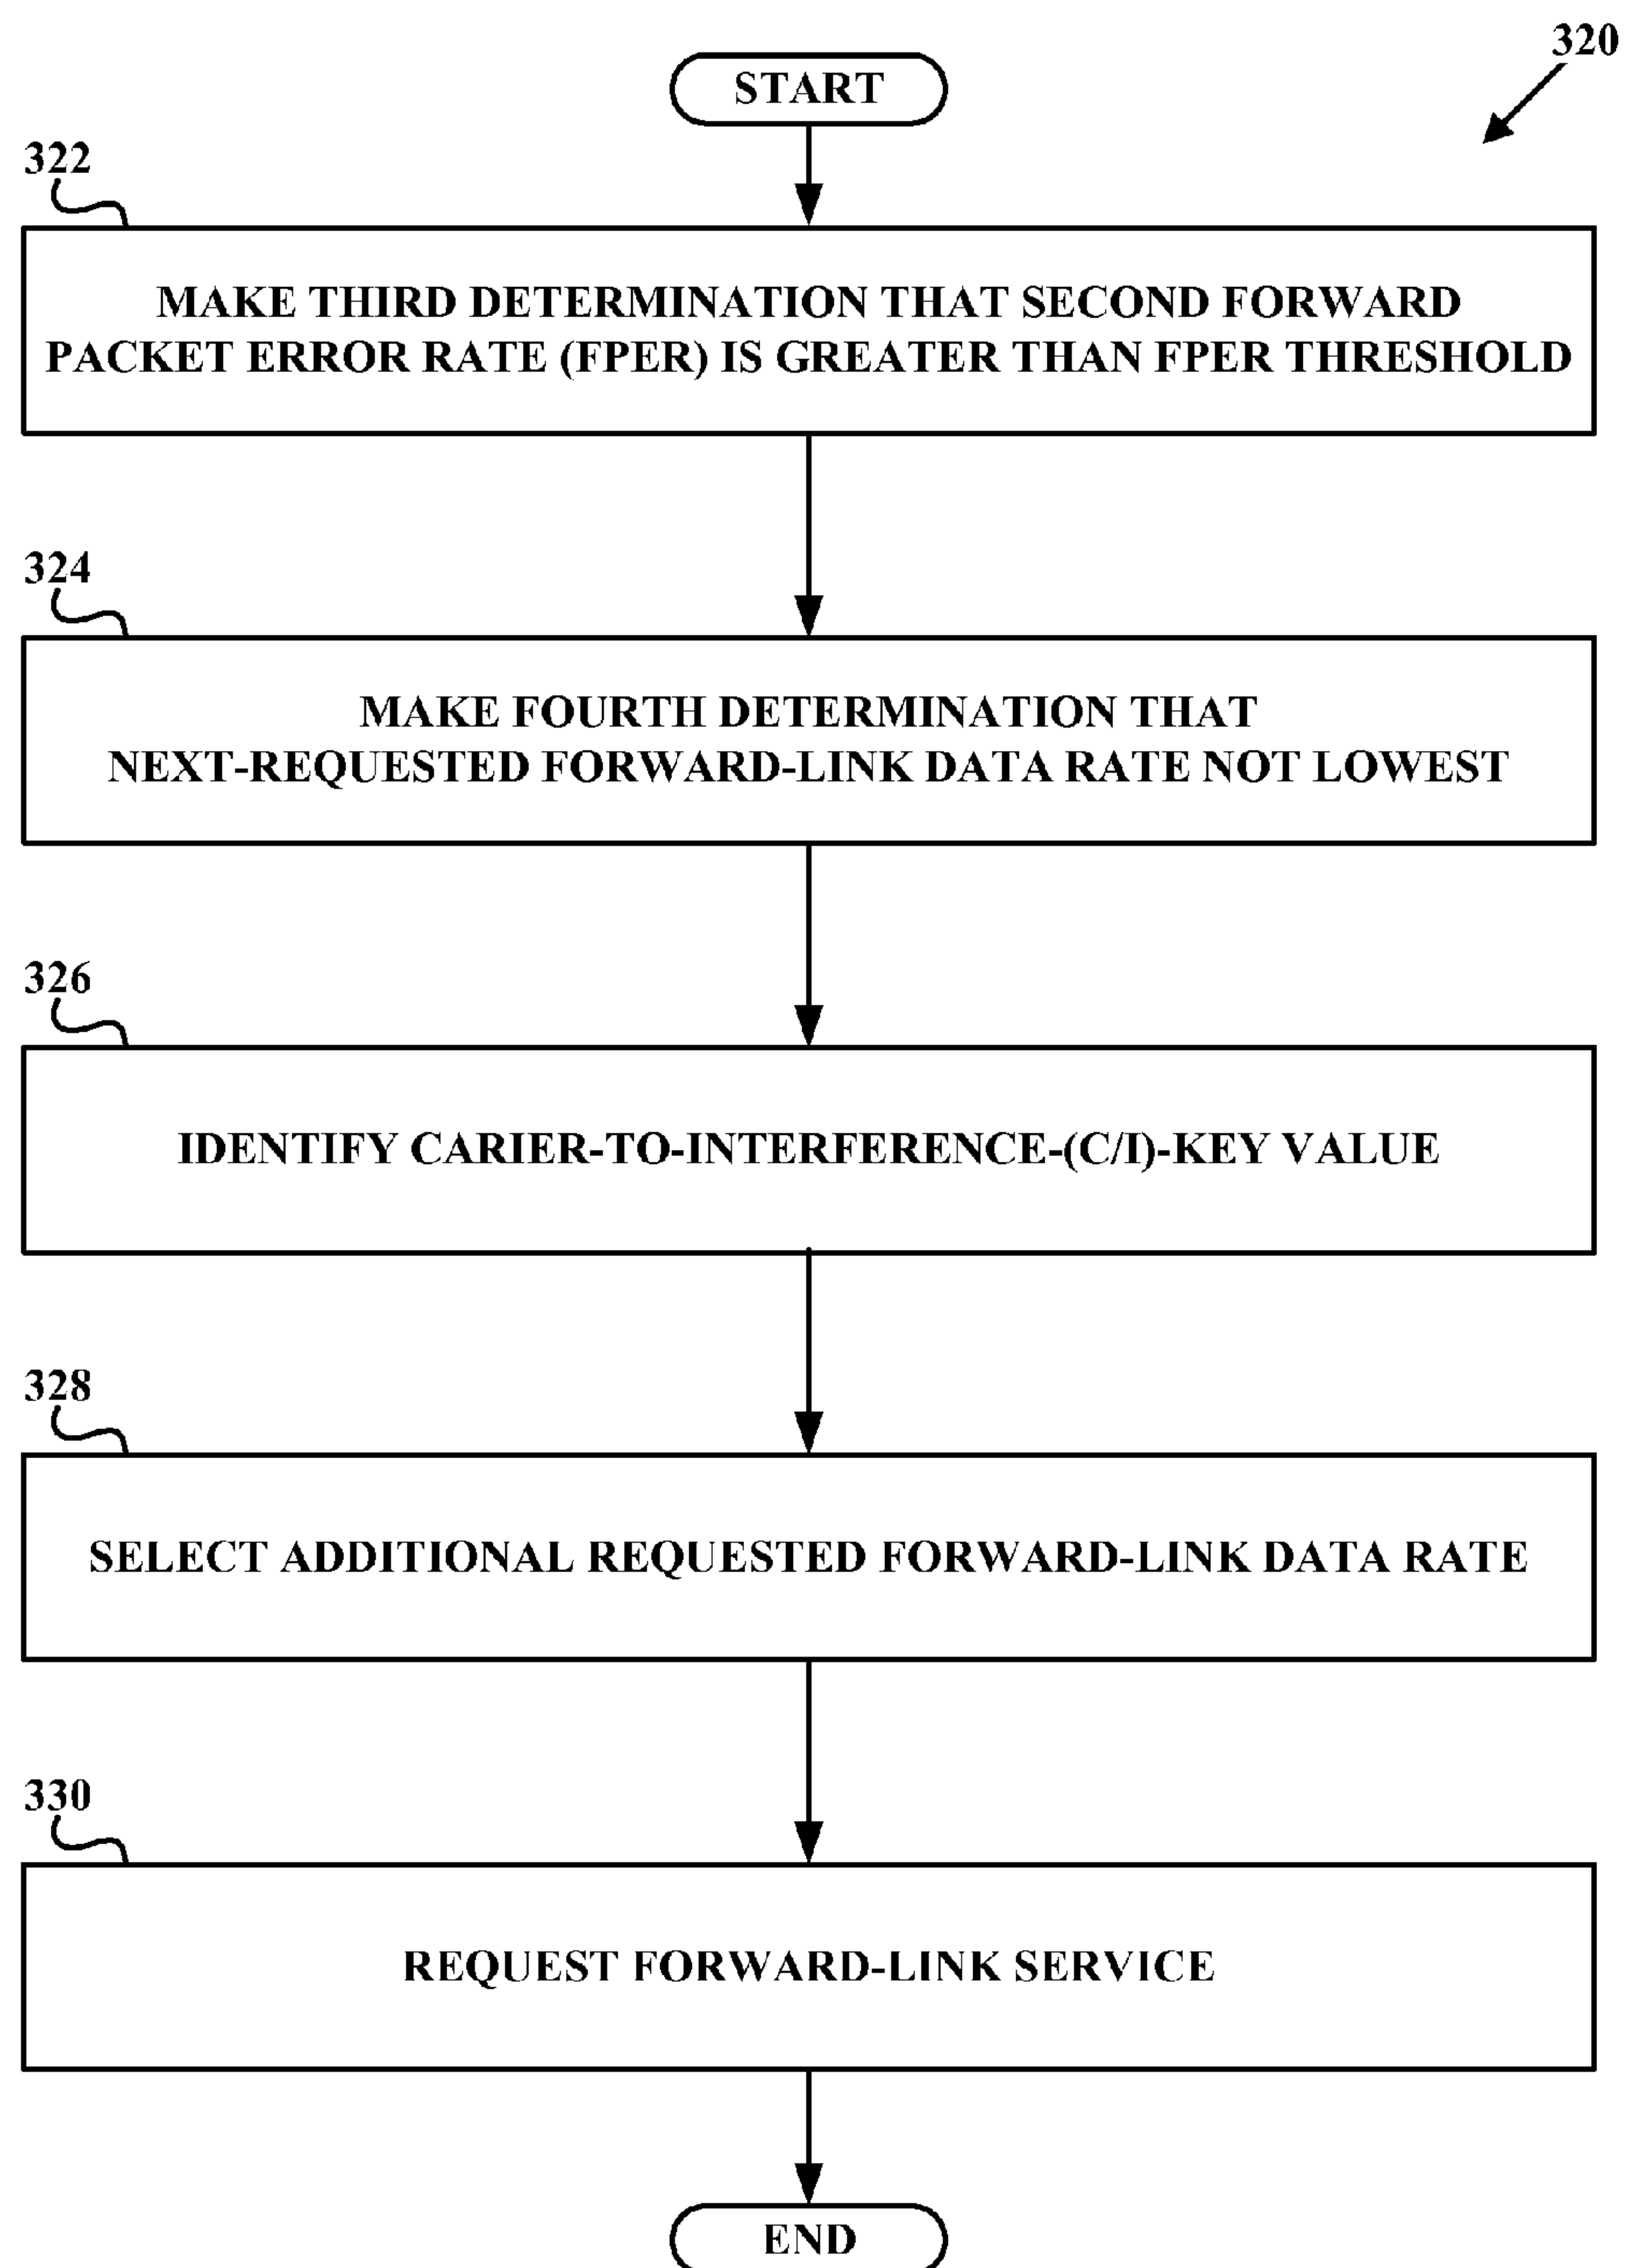 320
START
322
MAKE THIRD DETERMINATION THAT SECOND FORWARD
PACKET ERROR RATE (FPER) IS GREATER THAN FPER THRESHOLD
324
MAKE FOURTH DETERMINATION THAT
NEXT-REQUESTED FORWARD-LINK DATA RATE NOT LOWEST
326
IDENTIFY CARIER-TO-INTERFERENCE-(C/I)-KEY VALUE
328
SELECT ADDITIONAL REQUESTED FORWARD-LINK DATA RATE
330
REQUEST FORWARD-LINK SERVICE
END